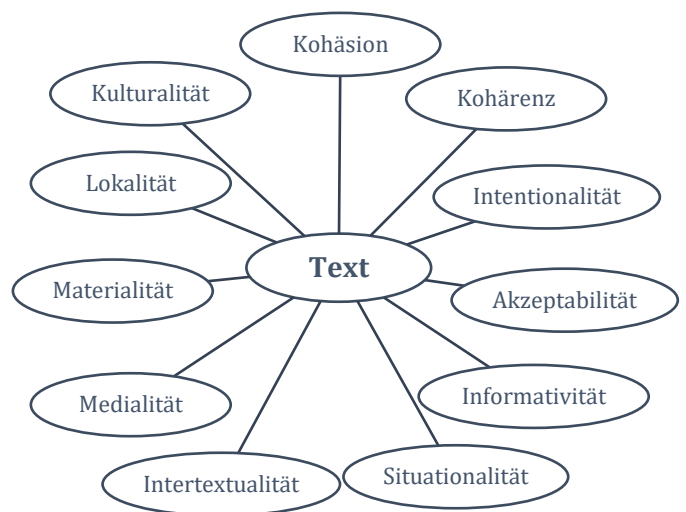 Kohäsion
Kulturalität
Kohärenz
Lokalität
Intentionalität
Text
Materialität
Akzeptabilität
Medialität
Informativität
Intertextualität
Situationalität